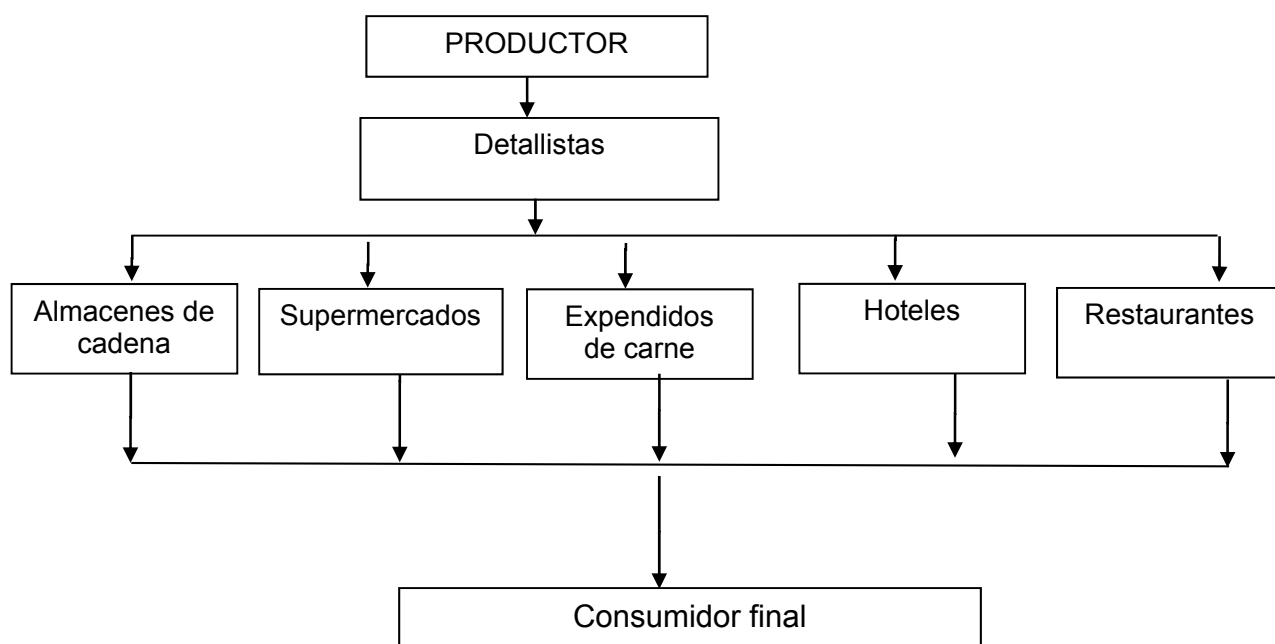 PRODUCTOR
Detallistas
Almacenes de
cadena
Supermercados
Expendidos
de carne
Hoteles
Restaurantes
Consumidor final